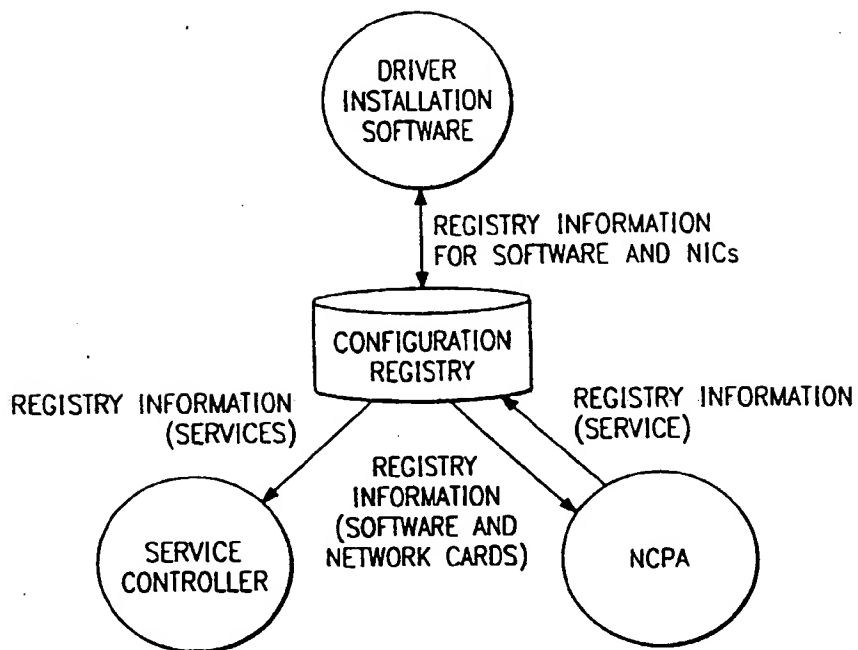 DRIVER
INSTALLATION
SOFTWARE
REGISTRY INFORMATION
FOR SOFTWARE AND NICs
CONFIGURATION
REGISTRY
REGISTRY INFORMATION
(SERVICES)
REGISTRY INFORMATION
(SERVICE)
REGISTRY
INFORMATION
(SOFTWARE AND
NETWORK CARDS)
SERVICE
CONTROLLER
NCPA